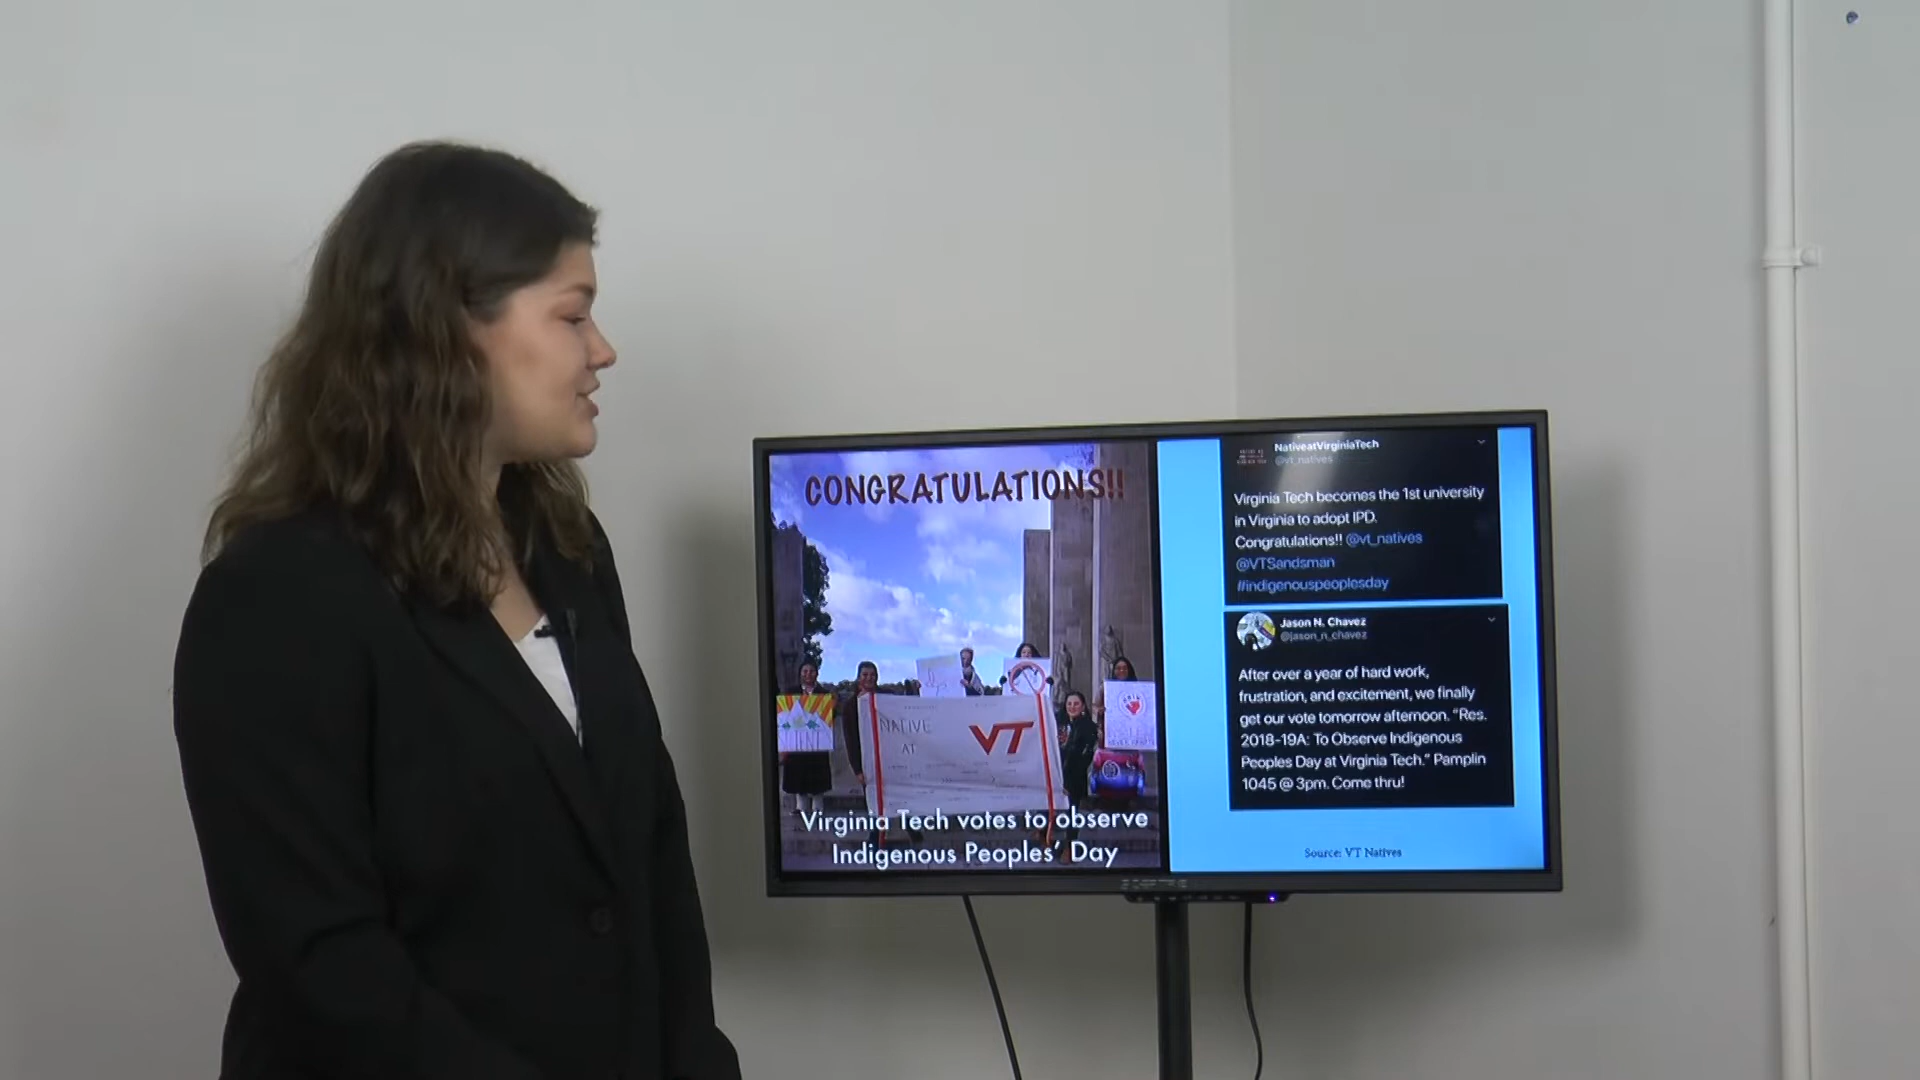 CONGRATULATIONS!!
NATIVE
AT
VT
Virginia Tech votes to observe
Indigenous Peoples' Day
NativeatVirginiaTech
@vt_natives
Virginia Tech becomes the 1st university
in Virginia to adopt IPD.
Congratulations!! @vt_natives
@VTSandsman
#indigenouspeoplesday
Jason N. Chavez
@jason_n_chavez
After over a year of hard work,
frustration, and excitement, we finally
get our vote tomorrow afternoon. "Res.
2018-19A: To Observe Indigenous
Peoples Day at Virginia Tech." Pamplin
1045 @ 3pm. Come thru!
Source: VT Natives
SCEPTRE